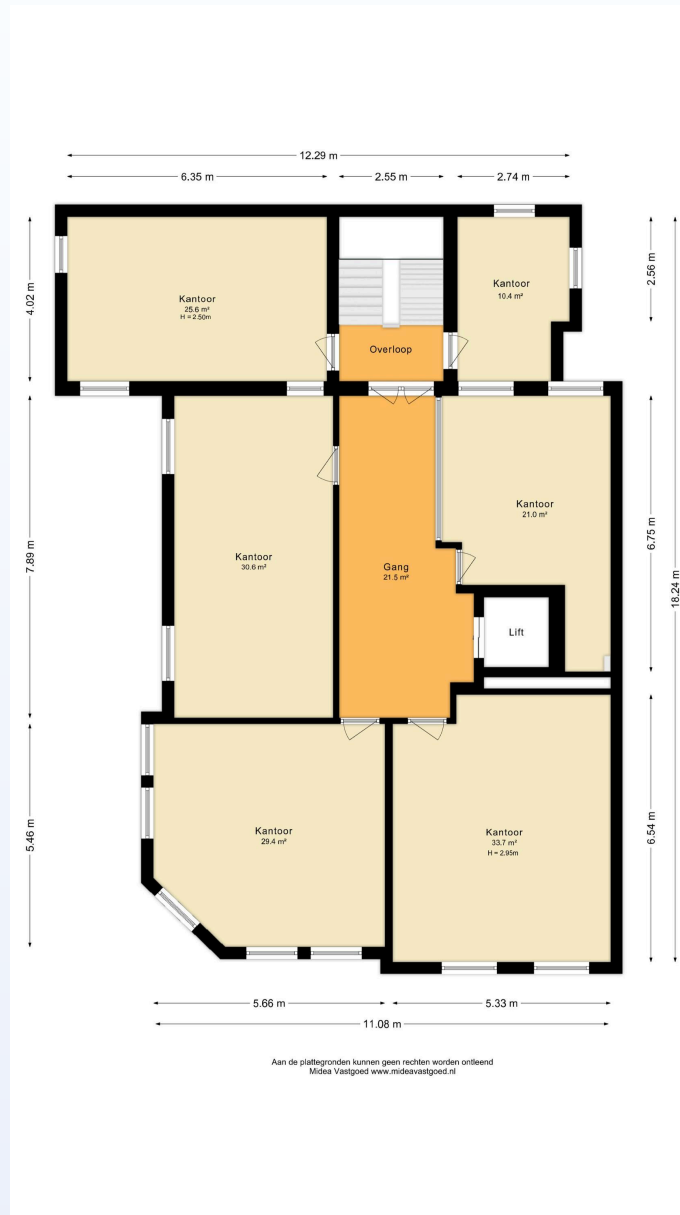 12.29 m
6.35 m
2.55 m
2.74 m
4.02 m
2.56 m
Kantoor
25.6 m²
H = 2.50m
Kantoor
10.4 m²
Overloop
7.89 m
6.75 m
18.24 m
Kantoor
21.0 m²
Kantoor
30.6 m²
Gang
21.5 m²
Lift
5.46 m
6.54 m
Kantoor
29.4 m²
Kantoor
33.7 m²
H = 2.95m
5.66 m
5.33 m
11.08 m
Aan de plattegronden kunnen geen rechten worden ontleend
Midea Vastgoed www.mideavastgoed.nl